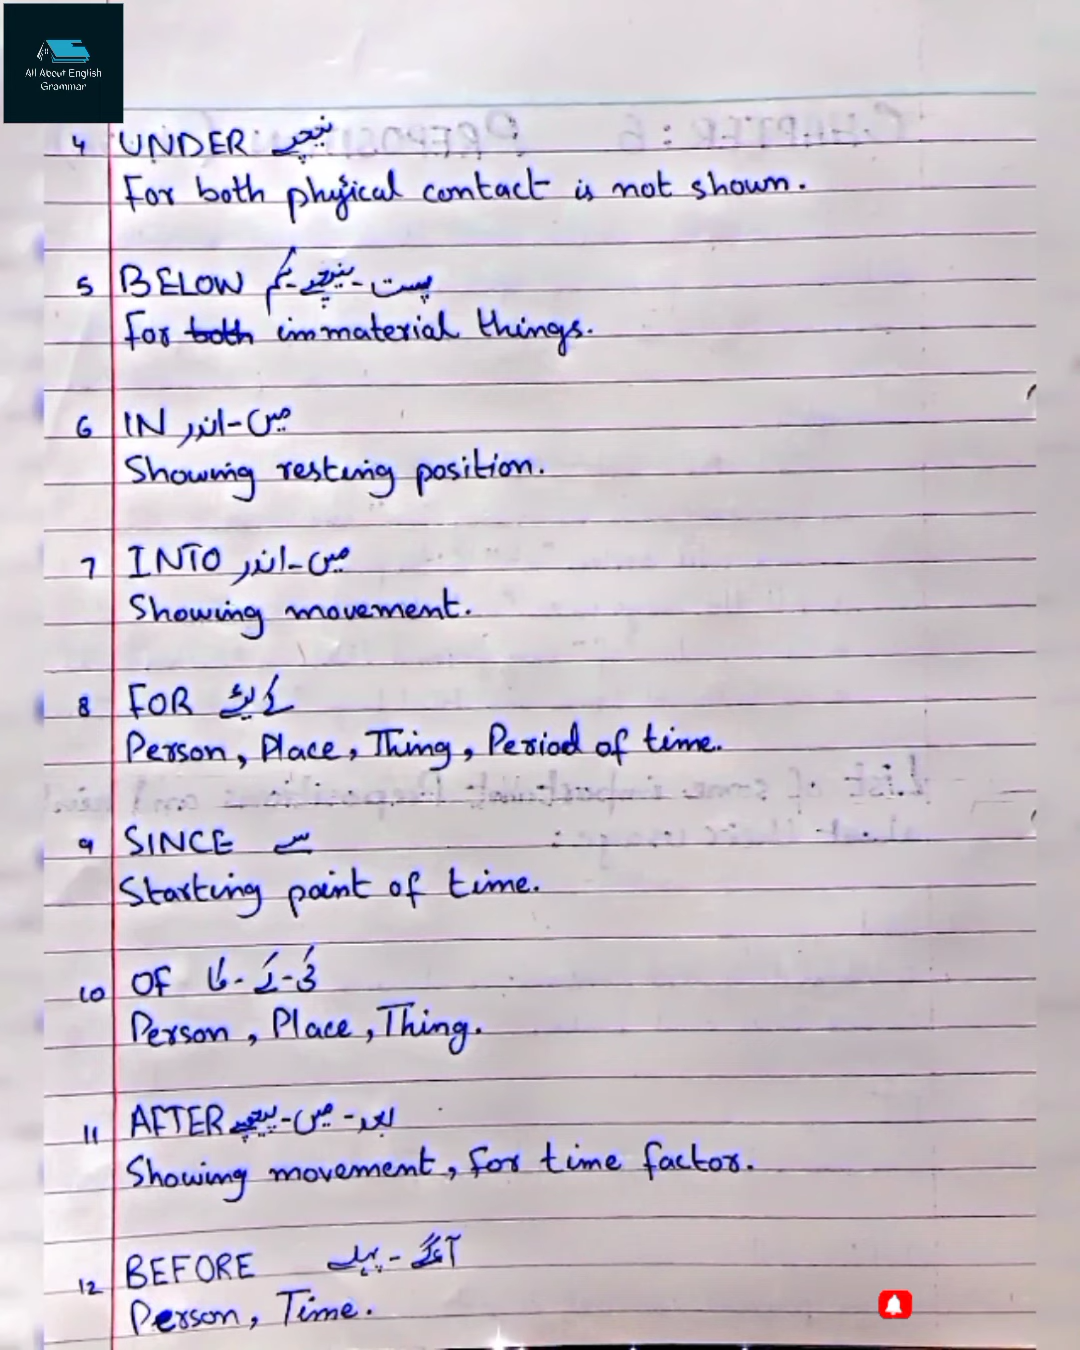 All About English
Grammar
4 UNDER نیچے
For both physical contact is not shown.
5 BELOW پست - نیچے - کم
For both immaterial things.
6 IN میں - اندر
Showing resting position.
7 INTO میں - اندر
Showing movement.
8 FOR کے لیے
Person, Place, Thing, Period of time.
9 SINCE سے
Starting point of time.
10 OF کا - کے - کی
Person, Place, Thing.
11 AFTER بعد - میں - پیچھے
Showing movement, For time factor.
12 BEFORE آگے - پہلے
Person, Time.